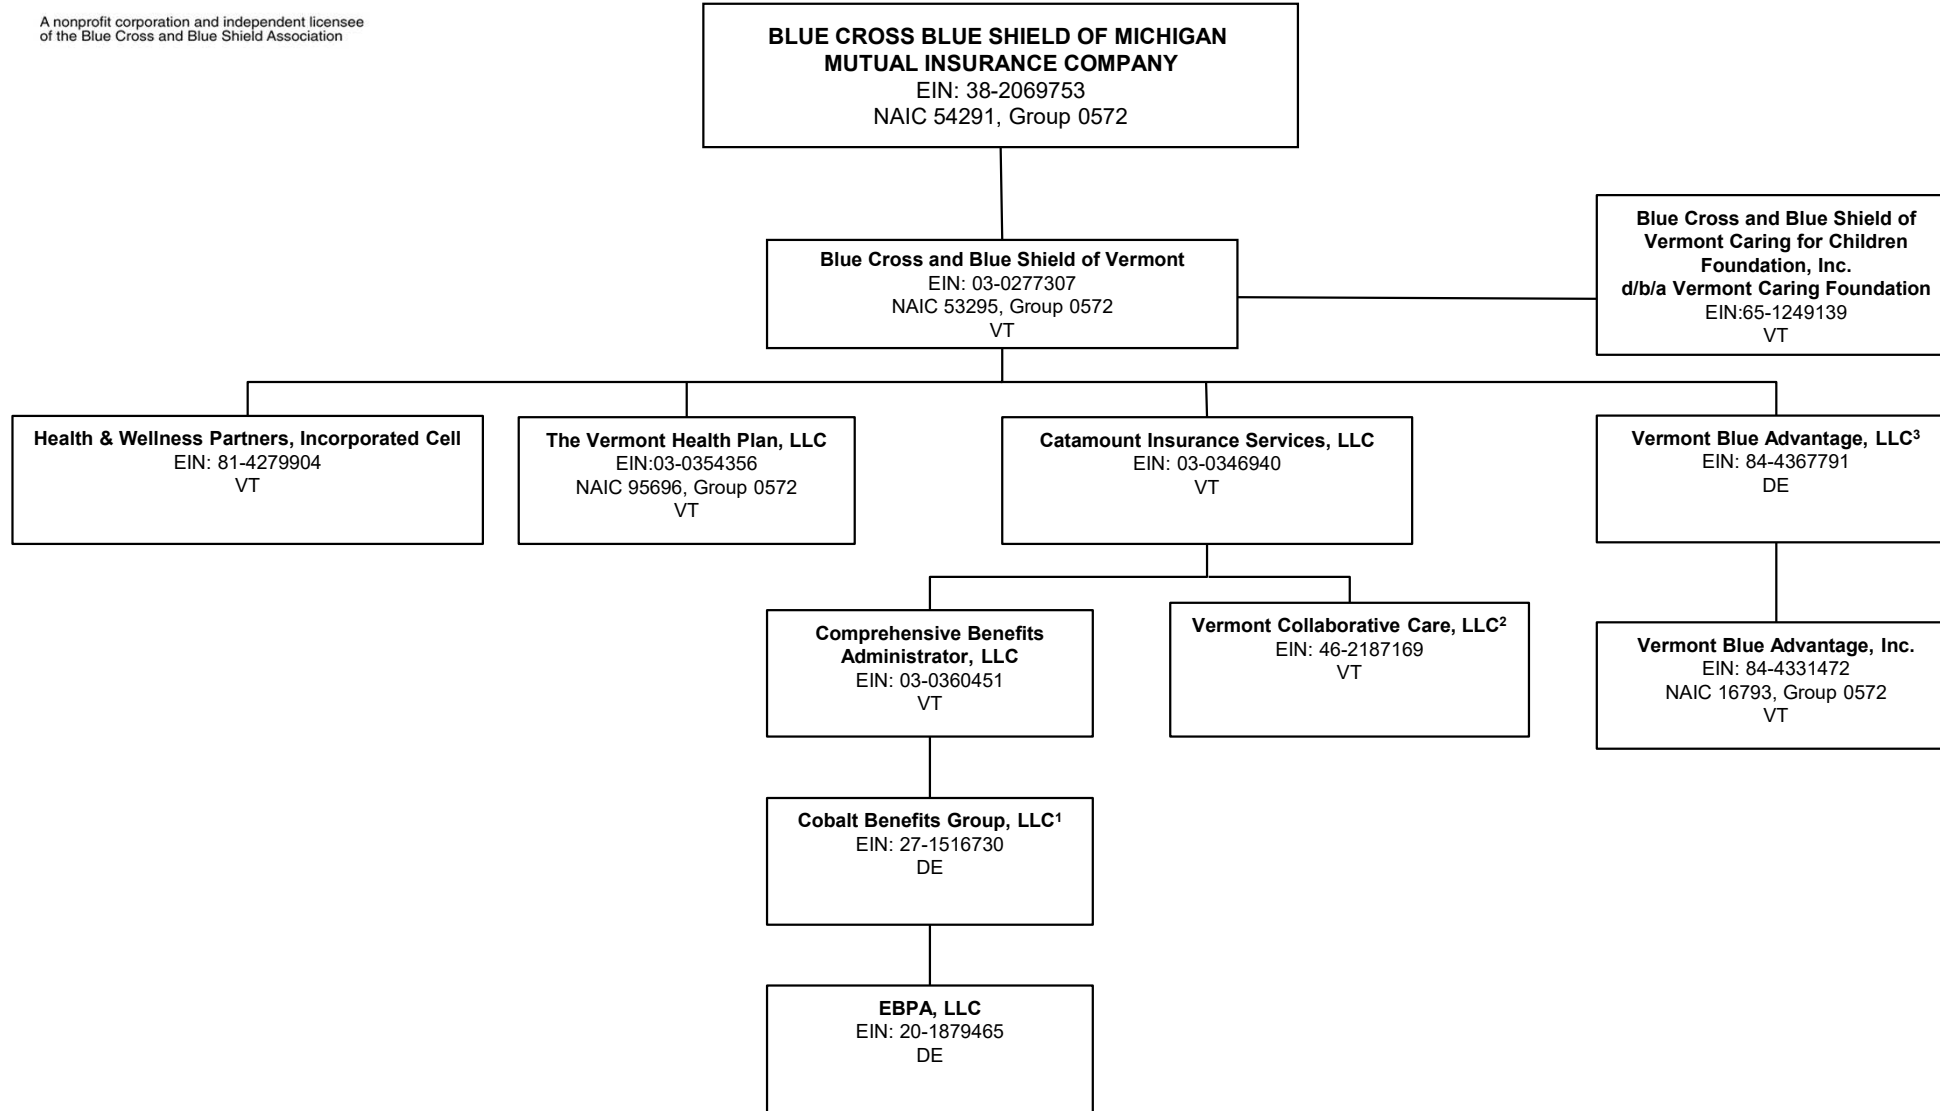 A nonprofit corporation and independent licensee
of the Blue Cross and Blue Shield Association
BLUE CROSS BLUE SHIELD OF MICHIGAN
MUTUAL INSURANCE COMPANY
EIN: 38-2069753
NAIC 54291, Group 0572
Blue Cross and Blue Shield of Vermont
EIN: 03-0277307
NAIC 53295, Group 0572
VT
Blue Cross and Blue Shield of
Vermont Caring for Children
Foundation, Inc.
d/b/a Vermont Caring Foundation
EIN:65-1249139
VT
Health & Wellness Partners, Incorporated Cell
EIN: 81-4279904
VT
The Vermont Health Plan, LLC
EIN:03-0354356
NAIC 95696, Group 0572
VT
Catamount Insurance Services, LLC
EIN: 03-0346940
VT
Vermont Blue Advantage, LLC³
EIN: 84-4367791
DE
Comprehensive Benefits
Administrator, LLC
EIN: 03-0360451
VT
Vermont Collaborative Care, LLC²
EIN: 46-2187169
VT
Vermont Blue Advantage, Inc.
EIN: 84-4331472
NAIC 16793, Group 0572
VT
Cobalt Benefits Group, LLC¹
EIN: 27-1516730
DE
EBPA, LLC
EIN: 20-1879465
DE